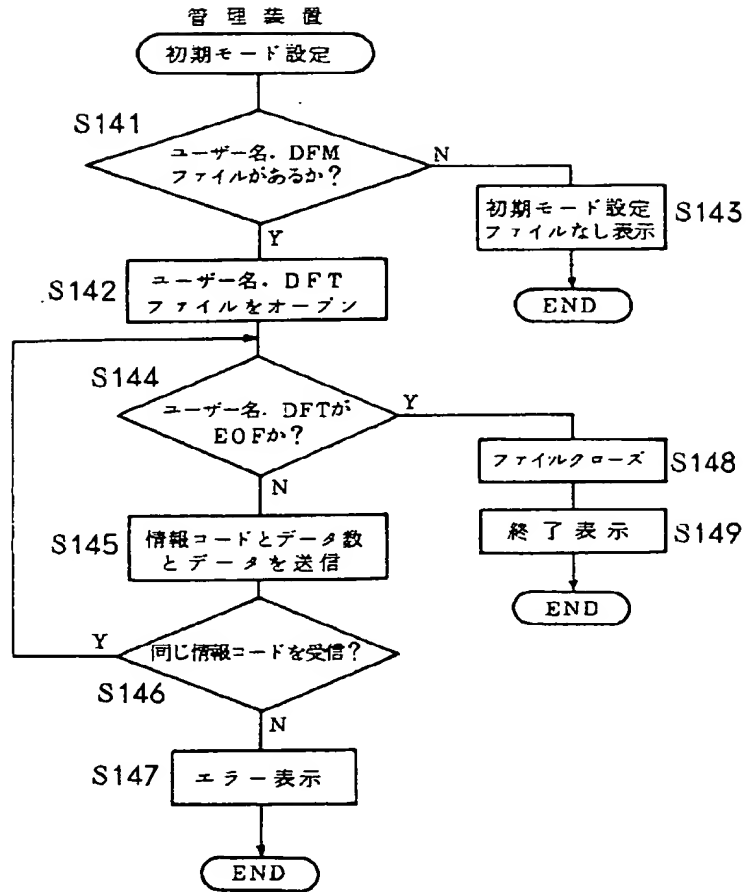 管理装置
初期モード設定
S141
ユーザー名.DFM
ファイルがあるか?
N
Y
初期モード設定
ファイルなし表示
S143
END
S142
ユーザー名.DFT
ファイルをオープン
S144
ユーザー名.DFTが
EOFか?
Y
N
ファイルクローズ
S148
終了表示
S149
END
S145
情報コードとデータ数
とデータを送信
Y
同じ情報コードを受信?
S146
N
S147
エラー表示
END